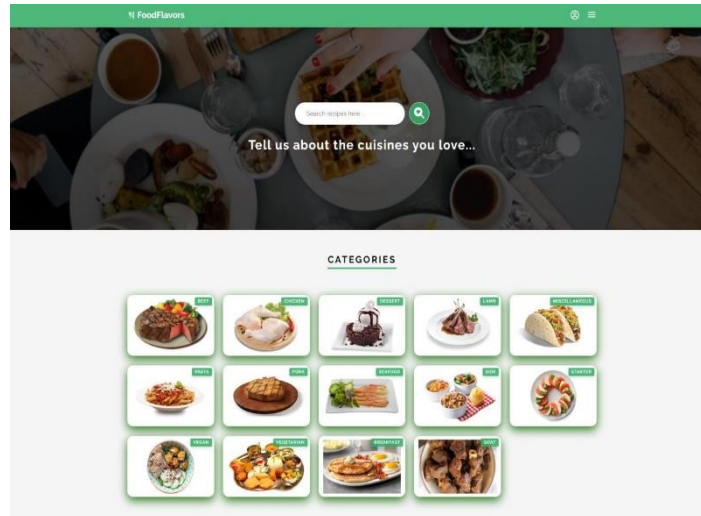 FoodFlavors
Search recipes here...
Tell us about the cuisines you love...
CATEGORIES
BEEF
CHICKEN
DESSERT
LAMB
MISCELLANEOUS
PASTA
PORK
SEAFOOD
SIDE
STARTER
VEGAN
VEGETARIAN
BREAKFAST
GOAT